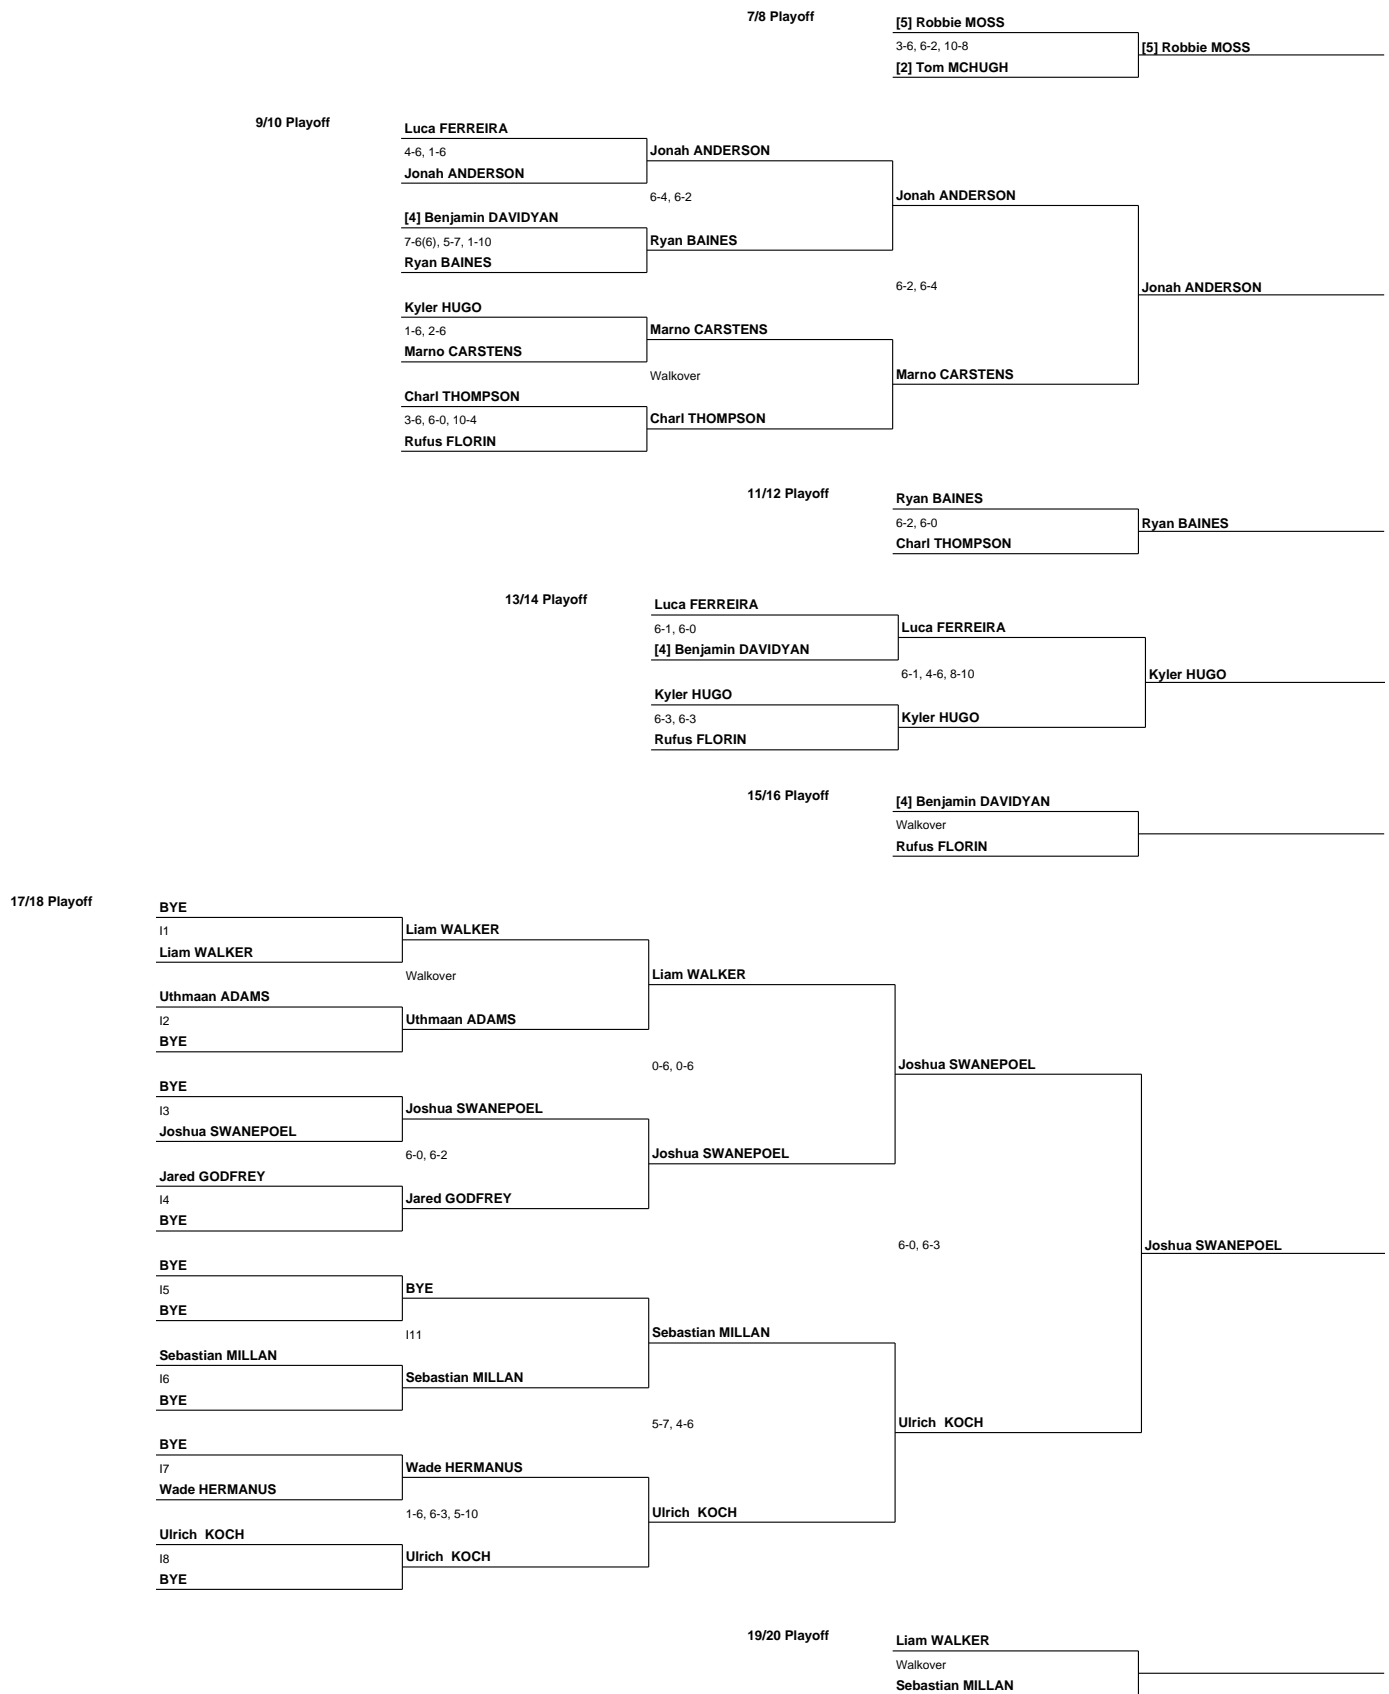 7/8 Playoff
[5] Robbie MOSS
3-6, 6-2, 10-8
[5] Robbie MOSS
[2] Tom MCHUGH
9/10 Playoff
Luca FERREIRA
4-6, 1-6
Jonah ANDERSON
Jonah ANDERSON
6-4, 6-2
Jonah ANDERSON
[4] Benjamin DAVIDYAN
7-6(6), 5-7, 1-10
Ryan BAINES
Ryan BAINES
6-2, 6-4
Jonah ANDERSON
Kyler HUGO
1-6, 2-6
Marno CARSTENS
Marno CARSTENS
Walkover
Marno CARSTENS
Charl THOMPSON
3-6, 6-0, 10-4
Charl THOMPSON
Rufus FLORIN
11/12 Playoff
Ryan BAINES
6-2, 6-0
Ryan BAINES
Charl THOMPSON
13/14 Playoff
Luca FERREIRA
6-1, 6-0
Luca FERREIRA
[4] Benjamin DAVIDYAN
6-1, 4-6, 8-10
Kyler HUGO
Kyler HUGO
6-3, 6-3
Kyler HUGO
Rufus FLORIN
15/16 Playoff
[4] Benjamin DAVIDYAN
Walkover
Rufus FLORIN
17/18 Playoff
BYE
I1
Liam WALKER
Liam WALKER
Walkover
Liam WALKER
Uthmaan ADAMS
I2
Uthmaan ADAMS
BYE
0-6, 0-6
Joshua SWANEPOEL
BYE
I3
Joshua SWANEPOEL
Joshua SWANEPOEL
6-0, 6-2
Joshua SWANEPOEL
Jared GODFREY
I4
Jared GODFREY
BYE
6-0, 6-3
Joshua SWANEPOEL
BYE
I5
BYE
BYE
I11
Sebastian MILLAN
Sebastian MILLAN
I6
Sebastian MILLAN
BYE
5-7, 4-6
Ulrich  KOCH
BYE
I7
Wade HERMANUS
Wade HERMANUS
1-6, 6-3, 5-10
Ulrich  KOCH
Ulrich  KOCH
I8
Ulrich  KOCH
BYE
19/20 Playoff
Liam WALKER
Walkover
Sebastian MILLAN